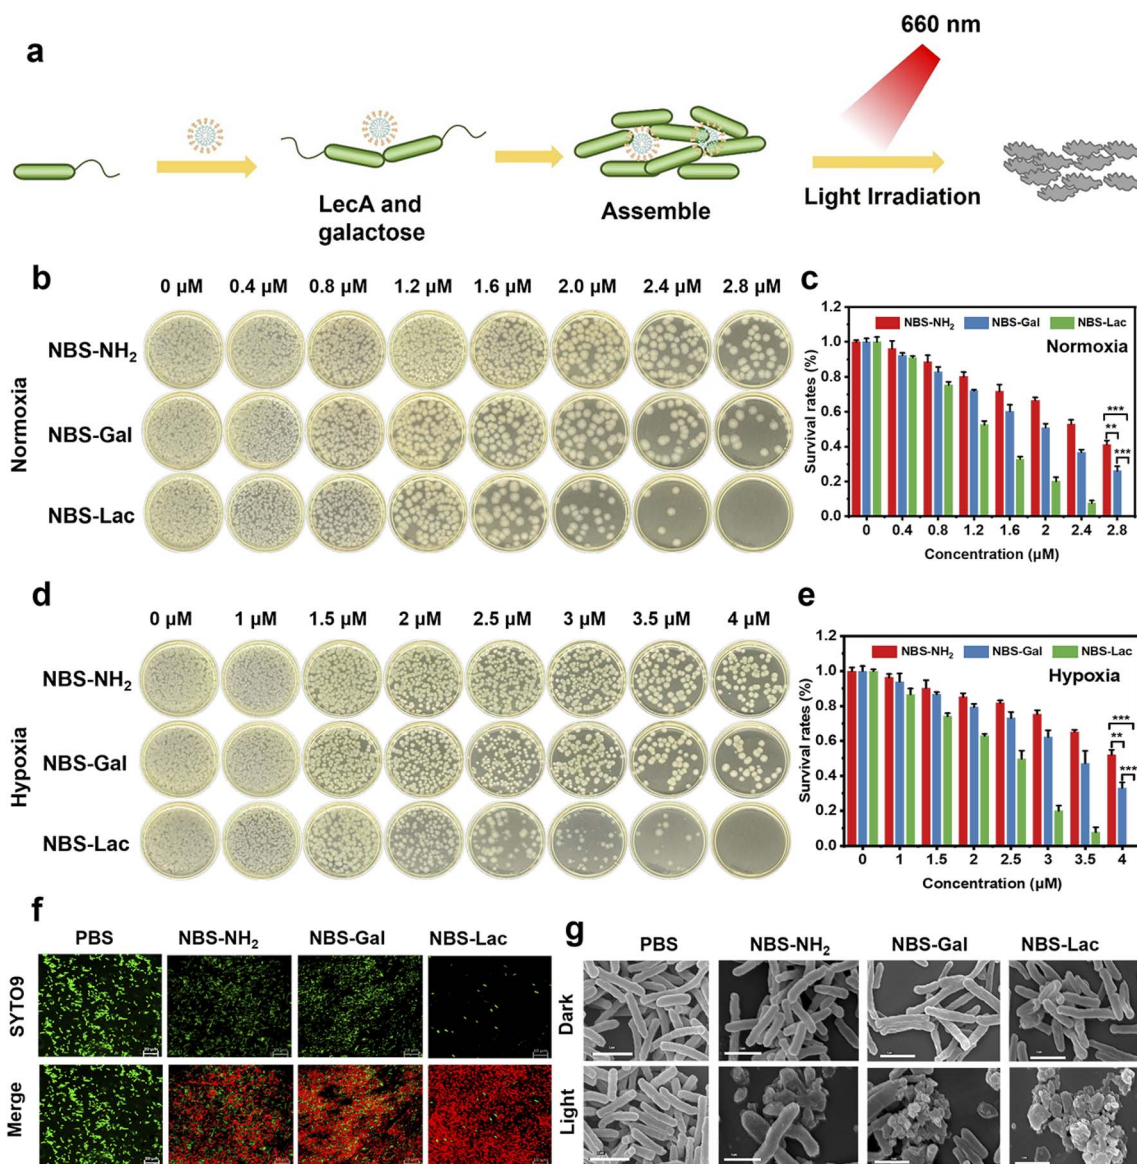 a
660 nm
LecA and
galactose
Assemble
Light Irradiation
b
0 μM 0.4 μM 0.8 μM 1.2 μM 1.6 μM 2.0 μM 2.4 μM 2.8 μM
Normoxia
NBS-NH₂
NBS-Gal
NBS-Lac
c
NBS-NH₂ NBS-Gal NBS-Lac
Normoxia
Survival rates (%)
1.2
1.0
0.8
0.6
0.4
0.2
0.0
***
**
***
0 0.4 0.8 1.2 1.6 2 2.4 2.8
Concentration (μM)
d
0 μM 1 μM 1.5 μM 2 μM 2.5 μM 3 μM 3.5 μM 4 μM
Hypoxia
NBS-NH₂
NBS-Gal
NBS-Lac
e
NBS-NH₂ NBS-Gal NBS-Lac
Hypoxia
Survival rates (%)
1.2
1.0
0.8
0.6
0.4
0.2
0.0
***
**
***
0 1 1.5 2 2.5 3 3.5 4
Concentration (μM)
f
PBS NBS-NH₂ NBS-Gal NBS-Lac
SYTO9
Merge
g
PBS NBS-NH₂ NBS-Gal NBS-Lac
Dark
Light